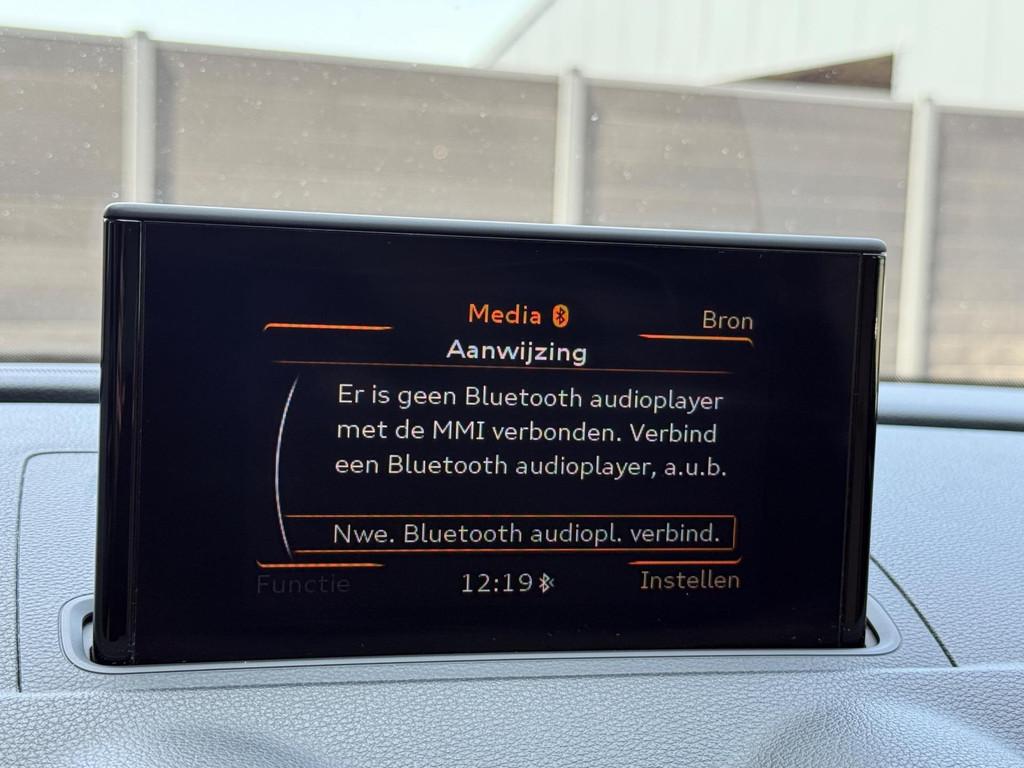 Media
Bron
Aanwijzing
Er is geen Bluetooth audioplayer
met de MMI verbonden. Verbind
een Bluetooth audioplayer, a.u.b.
Nwe. Bluetooth audiopl. verbind.
Functie
12:19
Instellen